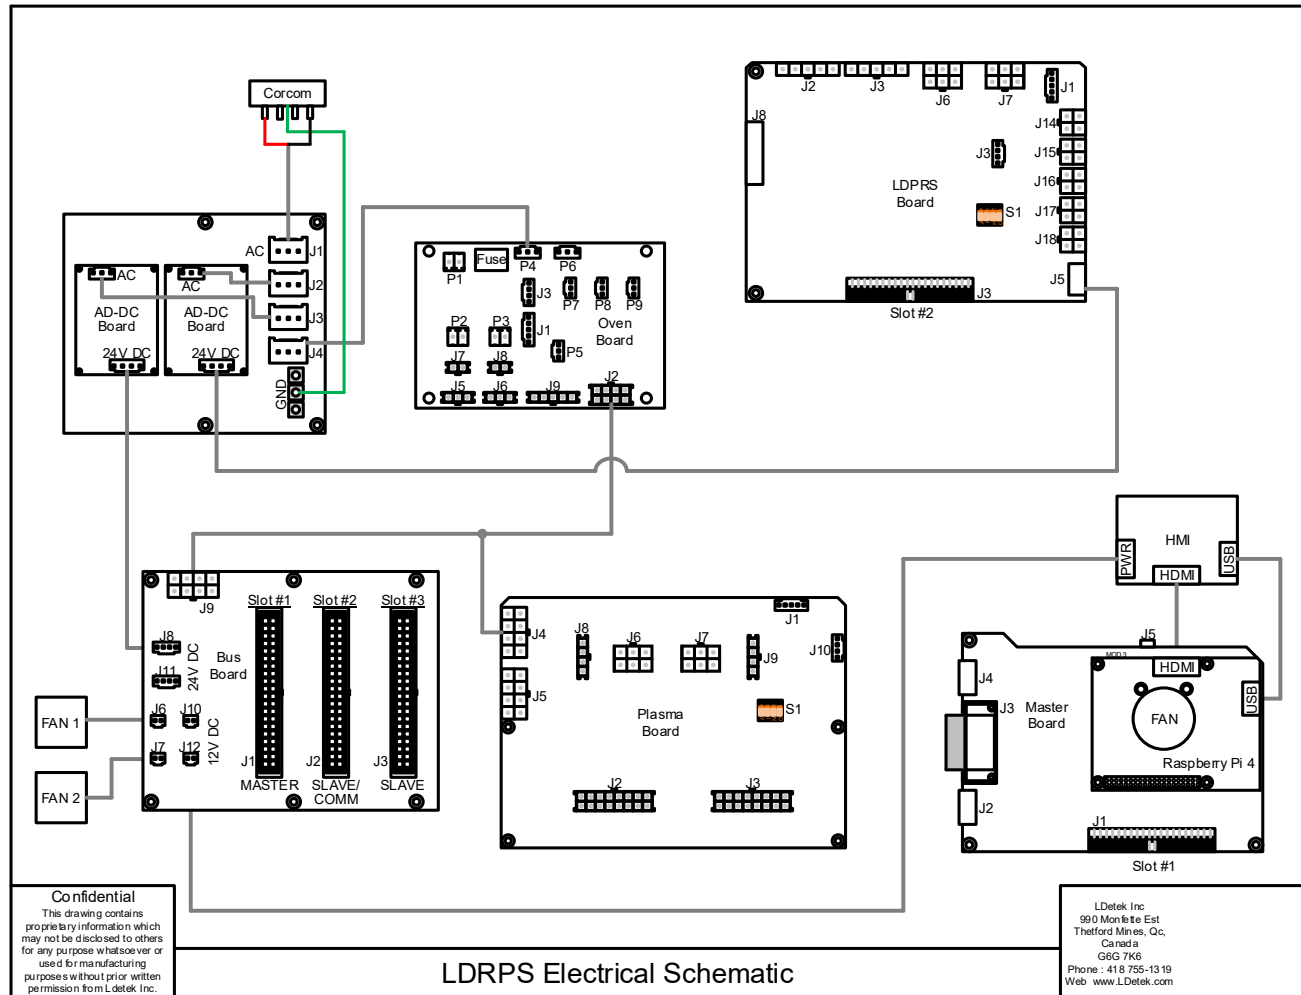 Corcom
AC
J1
J2
J3
J4
GND
AC
AD-DC
Board
24V DC
AC
AD-DC
Board
24V DC
P1
Fuse
P4
P6
J3
P7
P8
P9
P2
P3
J1
Oven
Board
P5
J7
J8
J5
J6
J9
J2
J2
J3
J6
J7
J1
J8
J14
J3
J15
LDPRS
Board
J16
S1
J17
J18
J5
J3
Slot #2
HMI
PWR
USB
HDMI
J9
Slot #1
Slot #2
Slot #3
J8
Bus
Board
J11
24V DC
J6
J10
J7
J12
12V DC
J1
J2
J3
MASTER
SLAVE/
COMM
SLAVE
FAN 1
FAN 2
J1
J4
J8
J6
J7
J9
J10
J5
Plasma
Board
S1
J2
J3
J5
MOD3
HDMI
J4
USB
J3
Master
Board
FAN
Raspberry Pi 4
J2
J1
Slot #1
Confidential
This drawing contains
proprietary information which
may not be disclosed to others
for any purpose whatsoever or
used for manufacturing
purposes without prior written
permission from Ldetek Inc.
LDRPS Electrical Schematic
LDetek Inc
990 Monfette Est
Thetford Mines, Qc,
Canada
G6G 7K6
Phone : 418 755-1319
Web www.LDetek.com